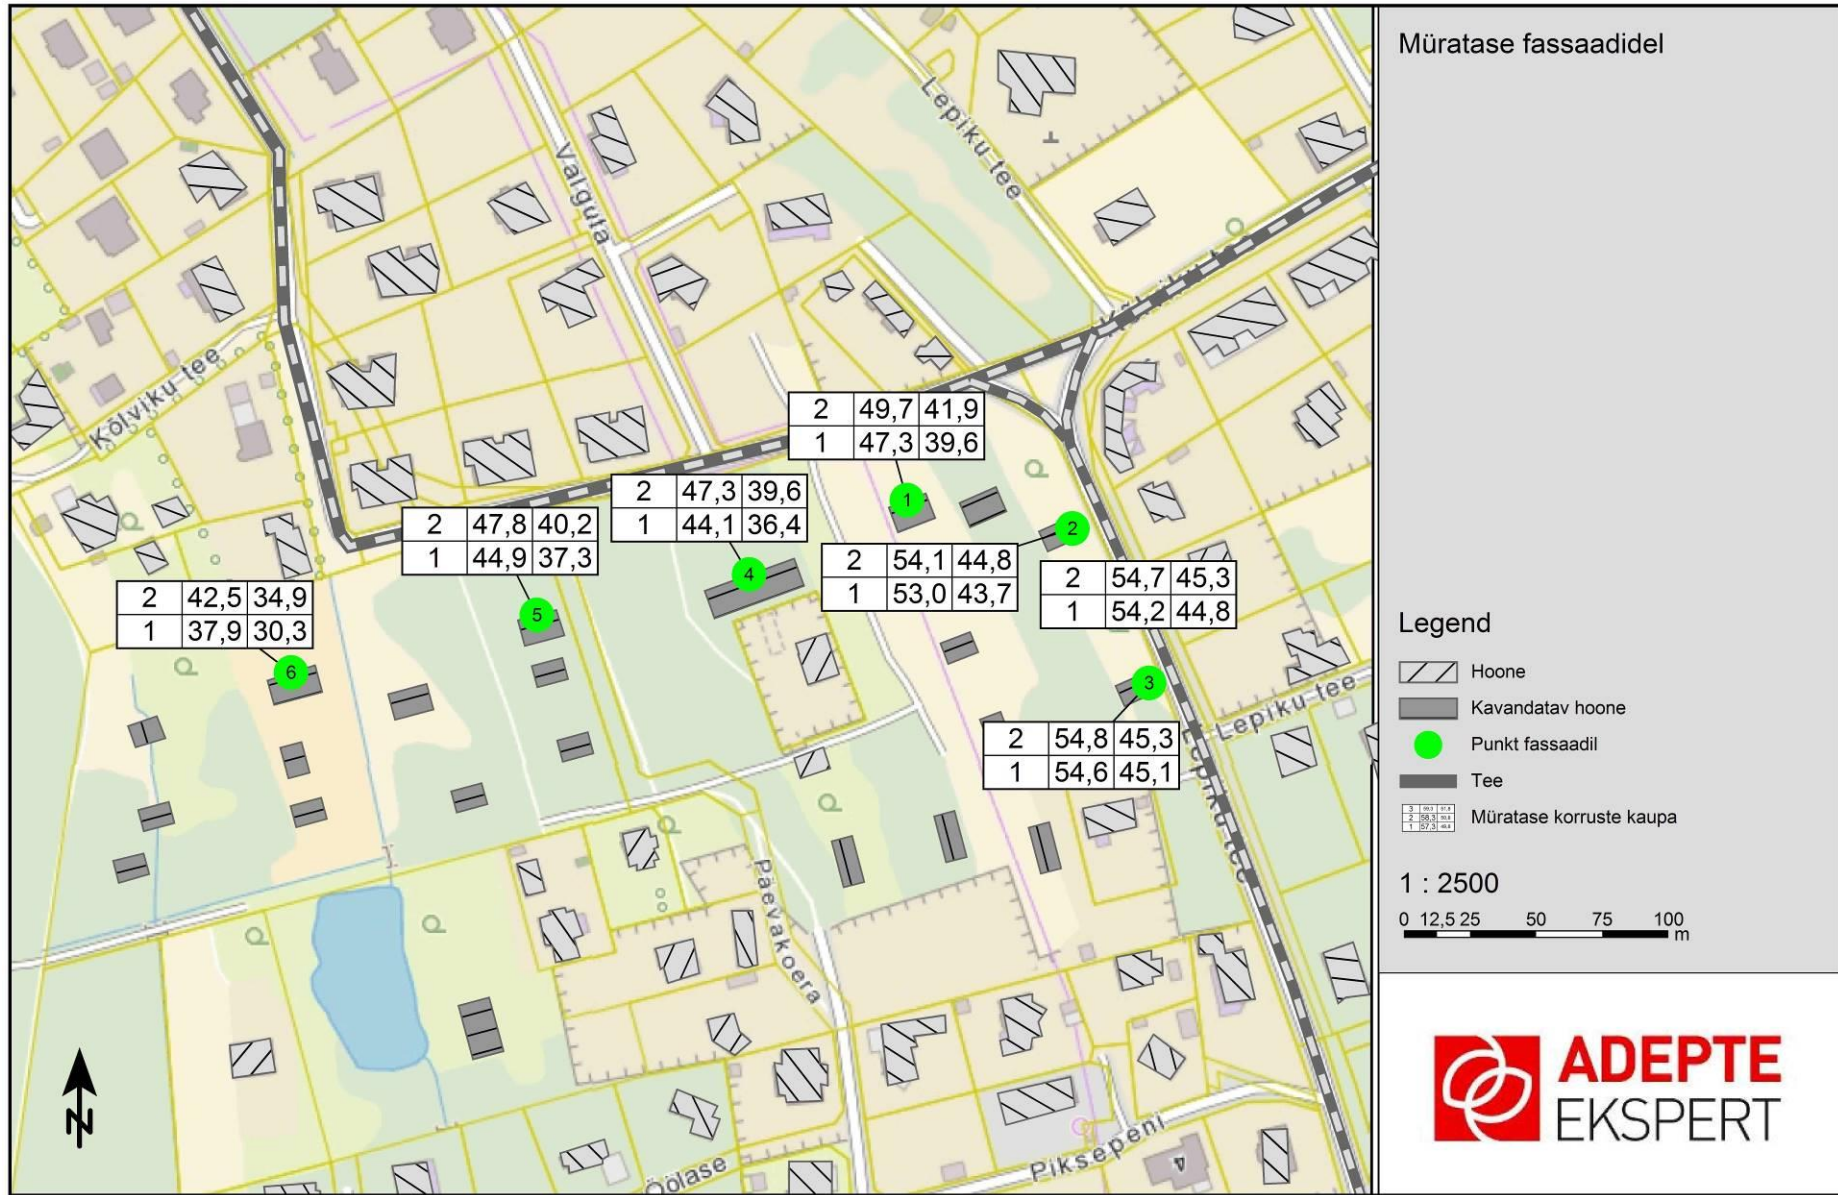 Müratase fassaadidel
Lepiku tee
Valgula
Kõlviku tee
2 49,7 41,9
1 47,3 39,6
2 47,3 39,6
1 44,1 36,4
2 47,8 40,2
1 44,9 37,3
1
2
2 54,1 44,8
1 53,0 43,7
2 54,7 45,3
1 54,2 44,8
4
2 42,5 34,9
1 37,9 30,3
5
6
3
2 54,8 45,3
1 54,6 45,1
Lepiku tee
Lepiku tee
Päevakoera
Piksepeni
Öölase
4
N
Legend
Hoone
Kavandatav hoone
Punkt fassaadil
Tee
Müratase korruste kaupa
1 : 2500
0 12,5 25 50 75 100
m
ADEPTE
EKSPERT